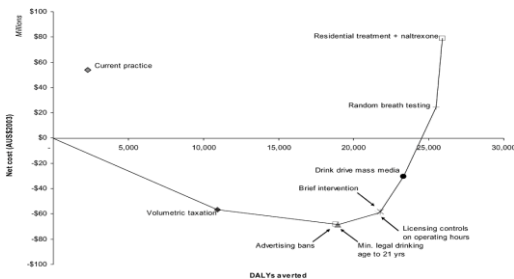 $100
Millions
$80
Residential treatment + naltrexone
$60
Current practice
$40
$20
Random breath testing
$0
-
5,000
10,000
15,000
20,000
25,000
30,000
Net cost (AUS$2003)
-$20
Drink drive mass media
Brief intervention
-$40
Volumetric taxation
-$60
Licensing controls
on operating hours
-$80
Advertising bans
Min. legal drinking
age to 21 yrs
-$100
DALYs averted